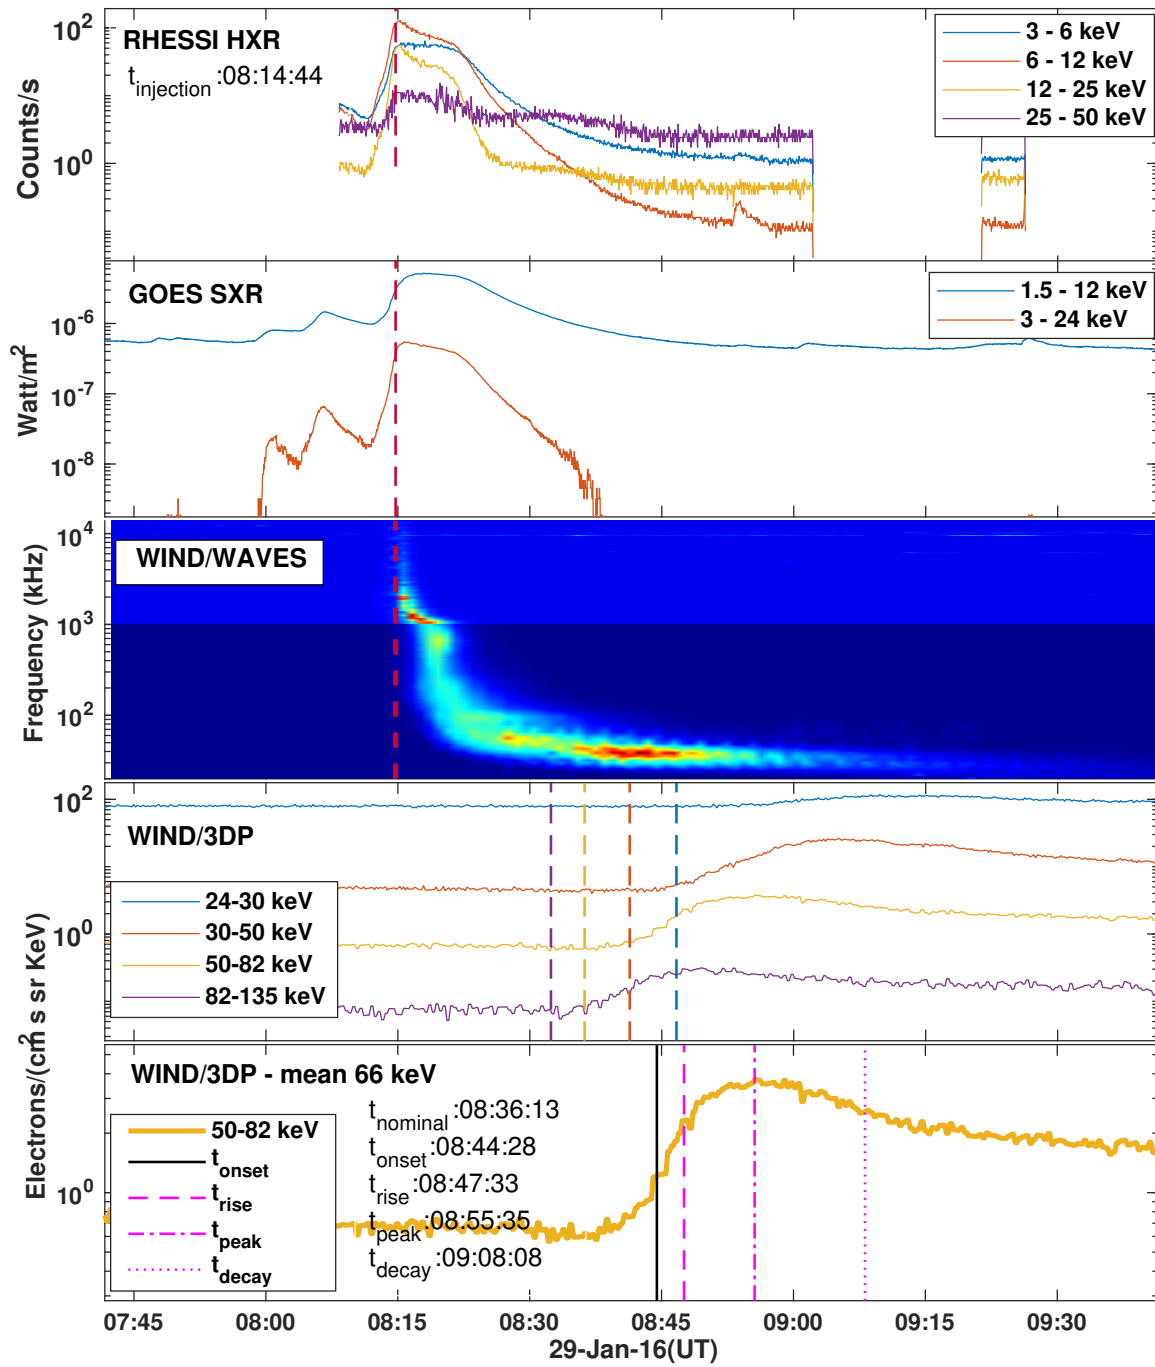 RHESSI HXR
t_injection :08:14:44
3 - 6 keV
6 - 12 keV
12 - 25 keV
25 - 50 keV
Counts/s
10^2
10^0
GOES SXR
1.5 - 12 keV
3 - 24 keV
Watt/m^2
10^-6
10^-7
10^-8
WIND/WAVES
Frequency (kHz)
10^4
10^3
10^2
WIND/3DP
24-30 keV
30-50 keV
50-82 keV
82-135 keV
10^2
10^0
Electrons/(cm^2 s sr KeV)
WIND/3DP - mean 66 keV
50-82 keV
t_onset
t_rise
t_peak
t_decay
t_nominal :08:36:13
t_onset :08:44:28
t_rise :08:47:33
t_peak :08:55:35
t_decay :09:08:08
10^0
07:45 08:00 08:15 08:30 08:45 09:00 09:15 09:30
29-Jan-16(UT)